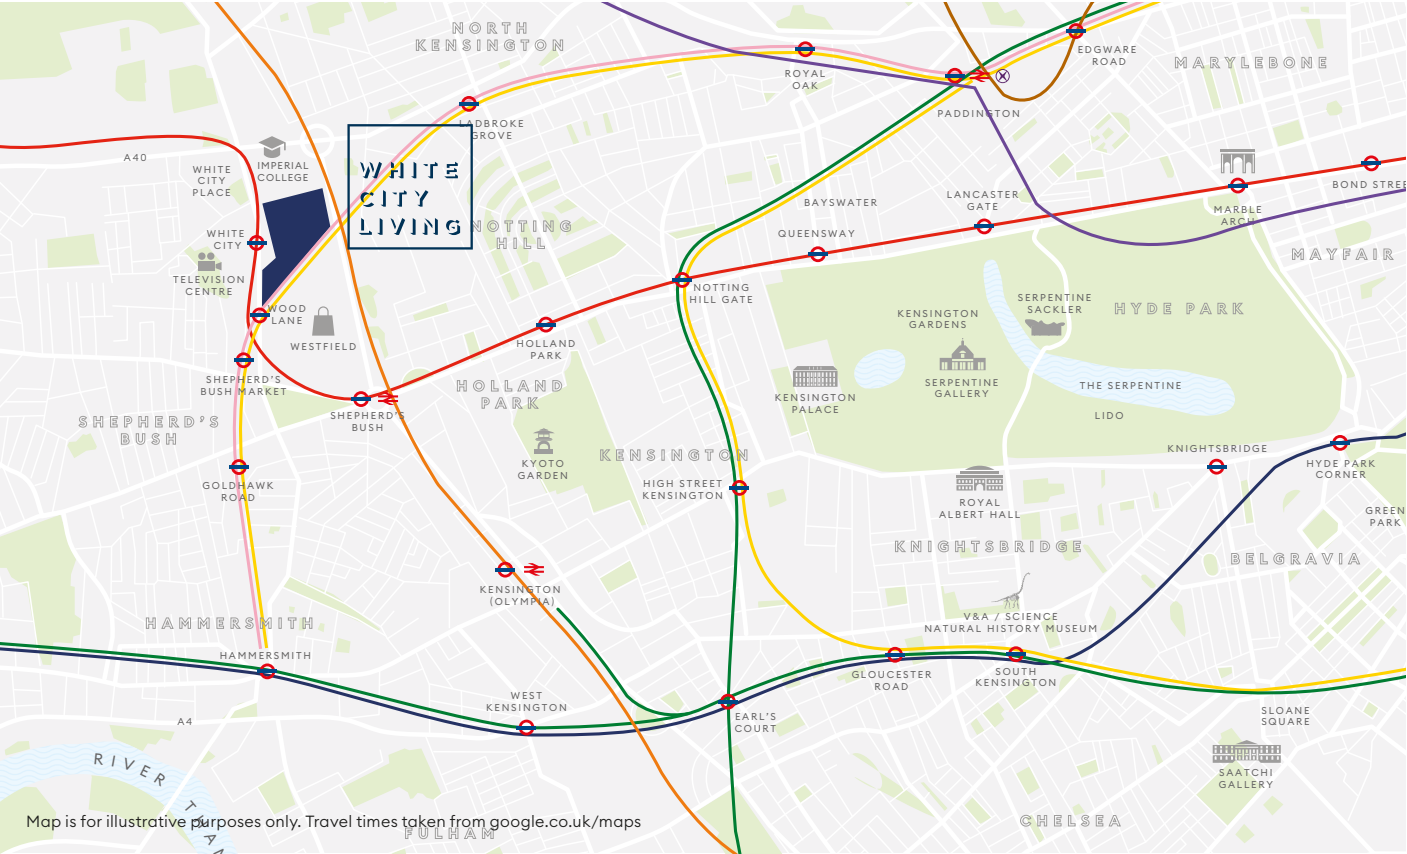 NORTH
KENSINGTON
EDGWARE
ROAD
MARYLEBONE
ROYAL
OAK
PADDINGTON
LADBROKE
GROVE
A40
IMPERIAL
COLLEGE
WHITE
CITY
PLACE
WHITE
CITY
LIVING
BOND STREE
LANCASTER
GATE
BAYSWATER
MARBLE
ARCH
NOTTING
HILL
WHITE
CITY
QUEENSWAY
MAYFAIR
TELEVISION
CENTRE
NOTTING
HILL GATE
SERPENTINE
SACKLER
HYDE PARK
WOOD
LANE
KENSINGTON
GARDENS
WESTFIELD
HOLLAND
PARK
SHEPHERD'S
BUSH MARKET
HOLLAND
PARK
SERPENTINE
GALLERY
THE SERPENTINE
KENSINGTON
PALACE
LIDO
SHEPHERD'S
BUSH
SHEPHERD'S
BUSH
KENSINGTON
KNIGHTSBRIDGE
KYOTO
GARDEN
HYDE PARK
CORNER
GOLDHAWK
ROAD
HIGH STREET
KENSINGTON
ROYAL
ALBERT HALL
GREEN
PARK
KNIGHTSBRIDGE
BELGRAVIA
KENSINGTON
(OLYMPIA)
HAMMERSMITH
V&A / SCIENCE
NATURAL HISTORY MUSEUM
HAMMERSMITH
GLOUCESTER
ROAD
SOUTH
KENSINGTON
WEST
KENSINGTON
A4
EARL'S
COURT
SLOANE
SQUARE
RIVER THAM
SAATCHI
GALLERY
Map is for illustrative purposes only. Travel times taken from google.co.uk/maps
FULHAM
CHELSEA